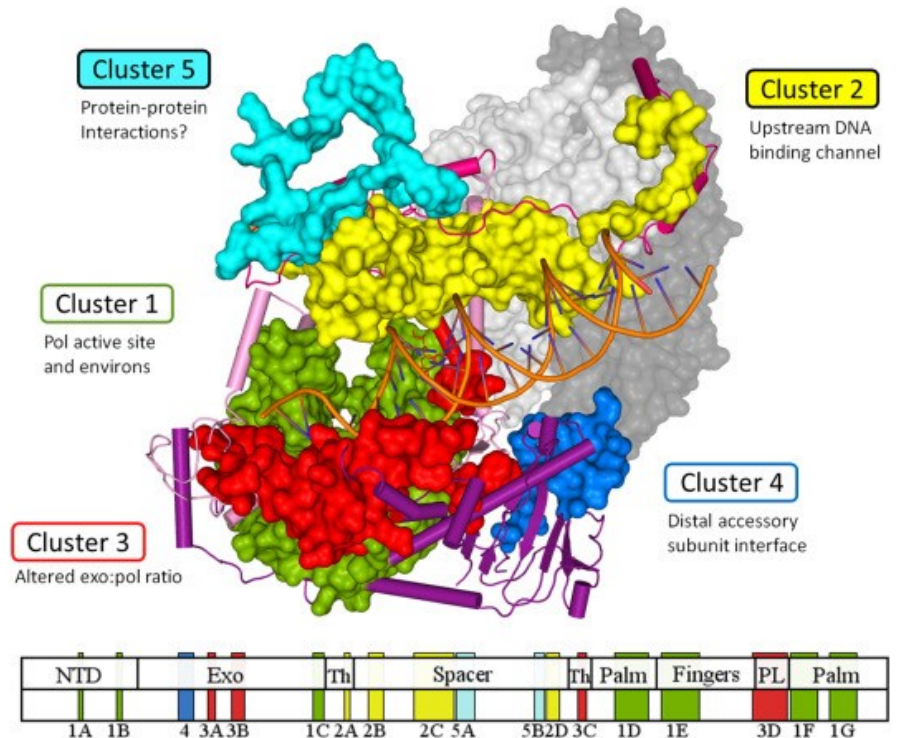 Cluster 5
Protein-protein
Interactions?
Cluster 2
Upstream DNA
binding channel
Cluster 1
Pol active site
and environs
Cluster 4
Distal accessory
subunit interface
Cluster 3
Altered exo:pol ratio
NTD Exo Th Spacer Th Palm Fingers PL Palm
1A 1B 4 3A 3B 1C 2A 2B 2C 5A 5B 2D 3C 1D 1E 3D 1F 1G